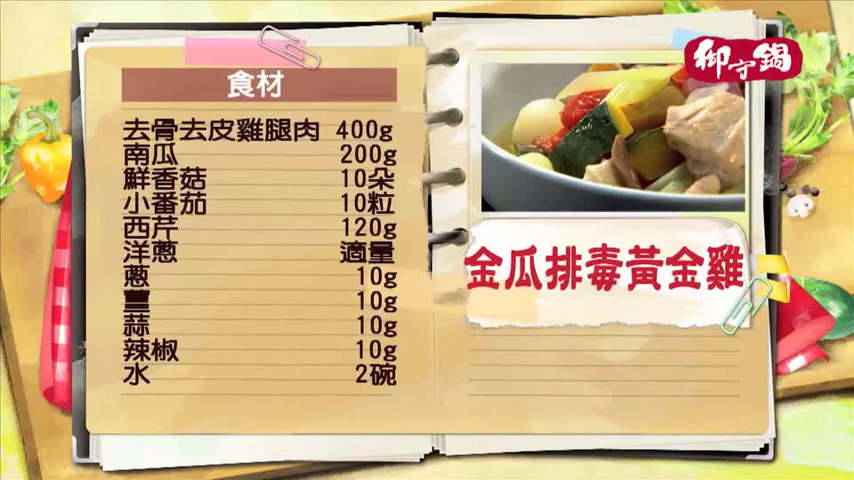 食材
去骨去皮雞腿肉 400g
南瓜 200g
鮮香菇 10朵
小番茄 10粒
西芹 120g
洋蔥 適量
蔥 10g
薑 10g
蒜 10g
辣椒 10g
水 2碗
御守鍋
金瓜排毒黃金雞